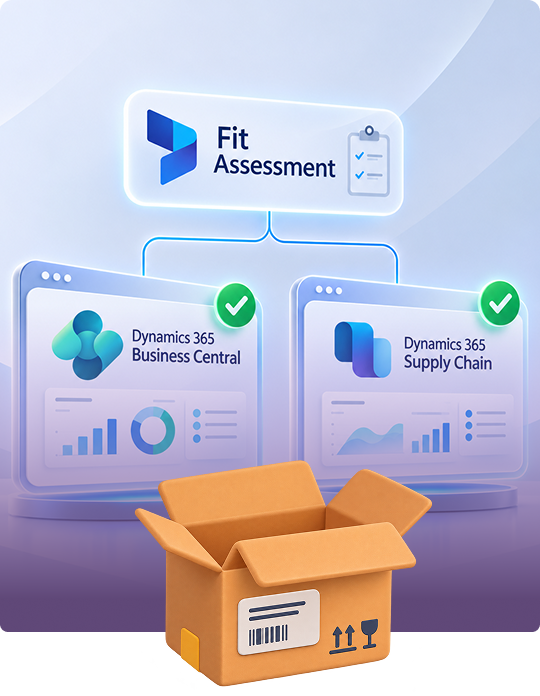 Fit
Assessment
Dynamics 365
Business Central
Dynamics 365
Supply Chain